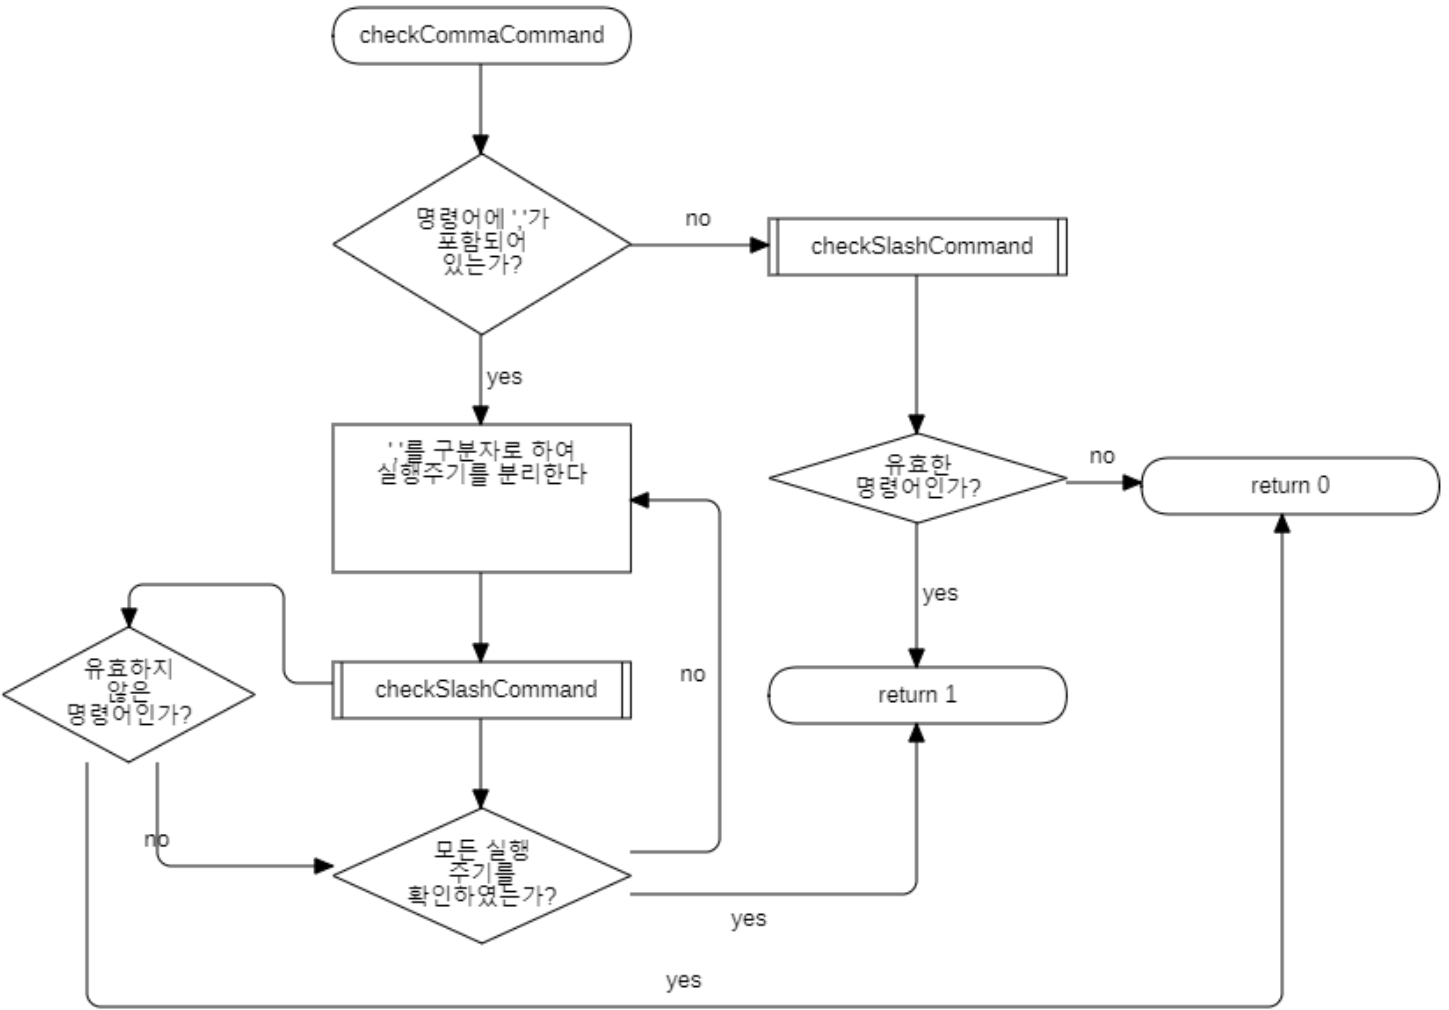 checkCommaCommand
명령어에 ','가
포함되어
있는가?
no
checkSlashCommand
yes
','를 구분자로 하여
실행주기를 분리한다
유효한
명령어인가?
no
return 0
yes
유효하지
않은
명령어인가?
checkSlashCommand
no
return 1
no
모든 실행
주기를
확인하였는가?
yes
yes